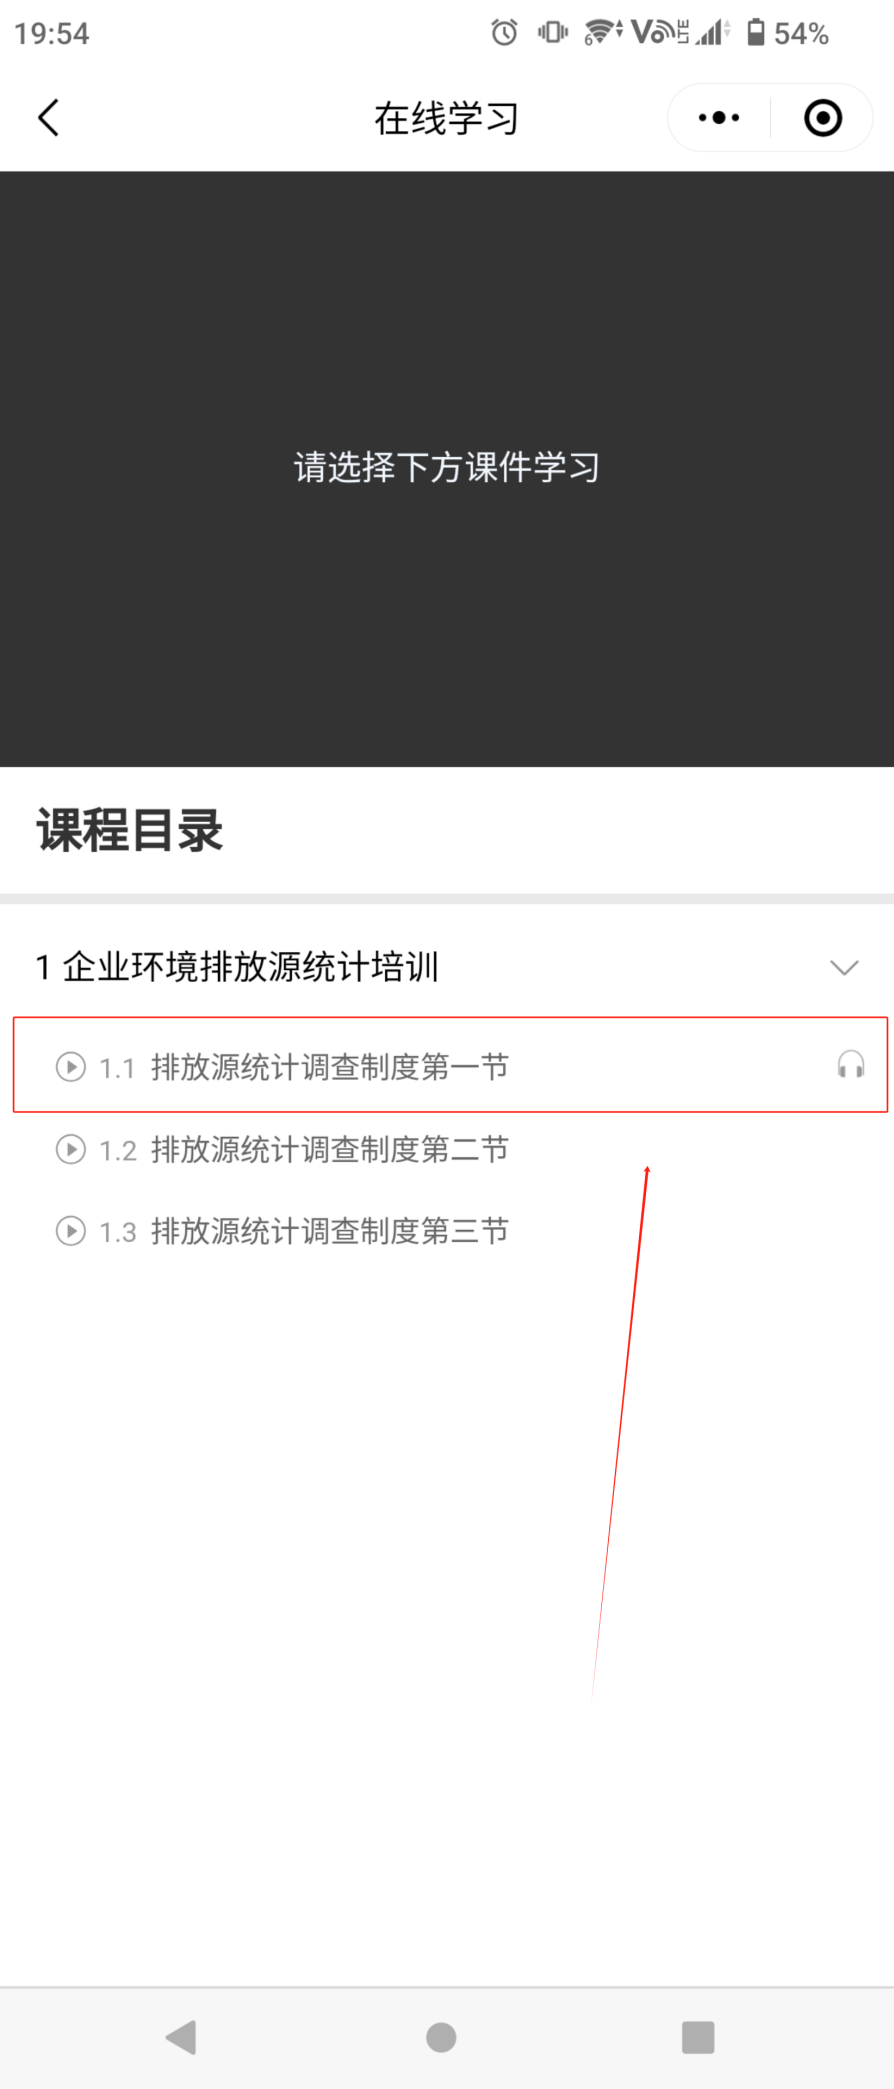 19:54
6 Vo LTE 54%
在线学习
请选择下方课件学习
课程目录
1 企业环境排放源统计培训
1.1 排放源统计调查制度第一节
1.2 排放源统计调查制度第二节
1.3 排放源统计调查制度第三节